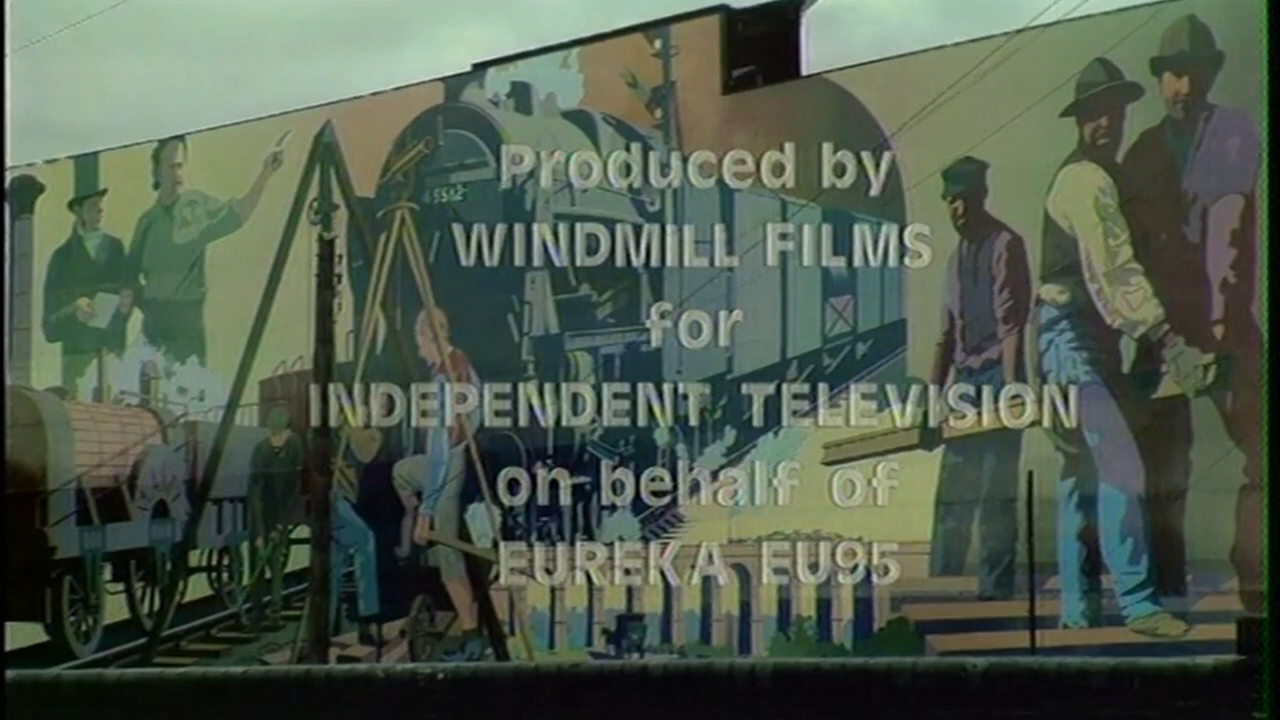 Produced by
WINDMILL FILMS
for
INDEPENDENT TELEVISION
on behalf of
EUREKA EU95